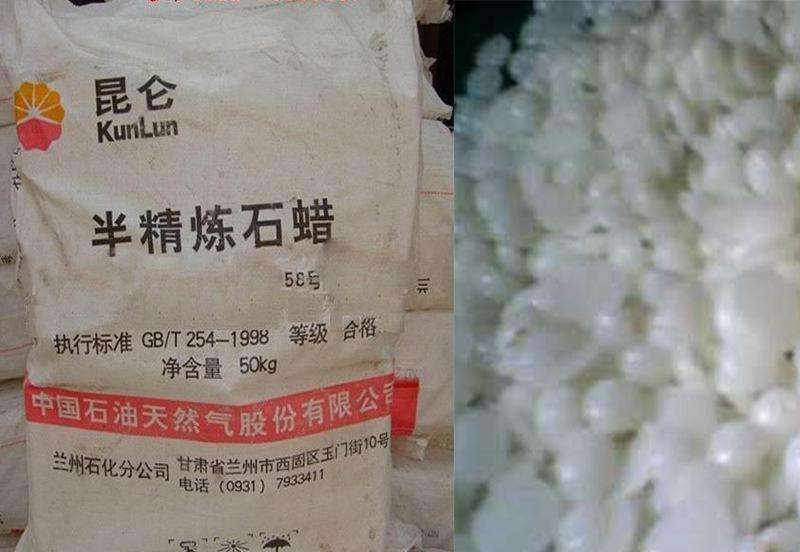 昆仑
KunLun
半精炼石蜡
58号
执行标准 GB/T 254-1998 等级 合格
净含量 50kg
中国石油天然气股份有限公司
兰州石化分公司 甘肃省兰州市西固区玉门街10号
电话 (0931) 7933411